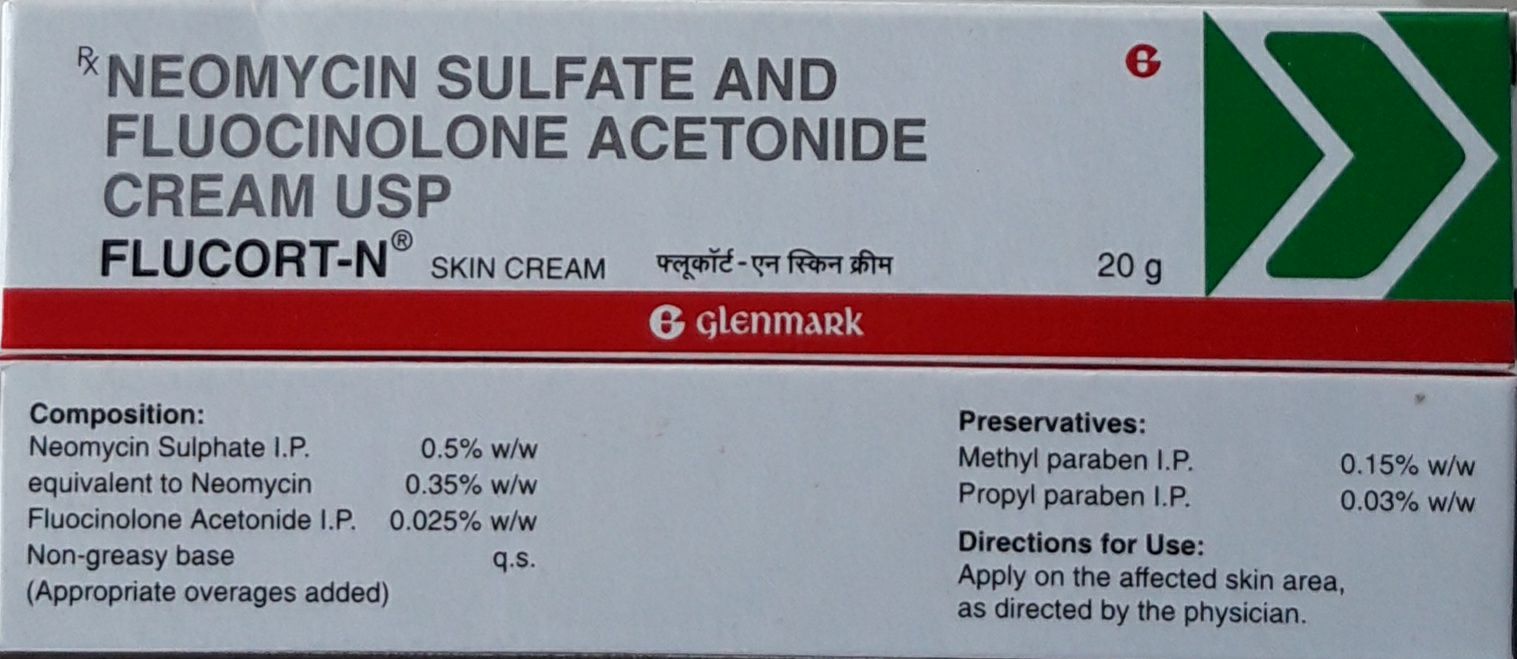 Rx NEOMYCIN SULFATE AND
FLUOCINOLONE ACETONIDE
CREAM USP
FLUCORT-N® SKIN CREAM फ्लूकॉर्ट - एन स्किन क्रीम 20 g
G GLENMARK
Composition:
Neomycin Sulphate I.P. 0.5% w/w
equivalent to Neomycin 0.35% w/w
Fluocinolone Acetonide I.P. 0.025% w/w
Non-greasy base q.s.
(Appropriate overages added)
Preservatives:
Methyl paraben I.P. 0.15% w/w
Propyl paraben I.P. 0.03% w/w
Directions for Use:
Apply on the affected skin area,
as directed by the physician.